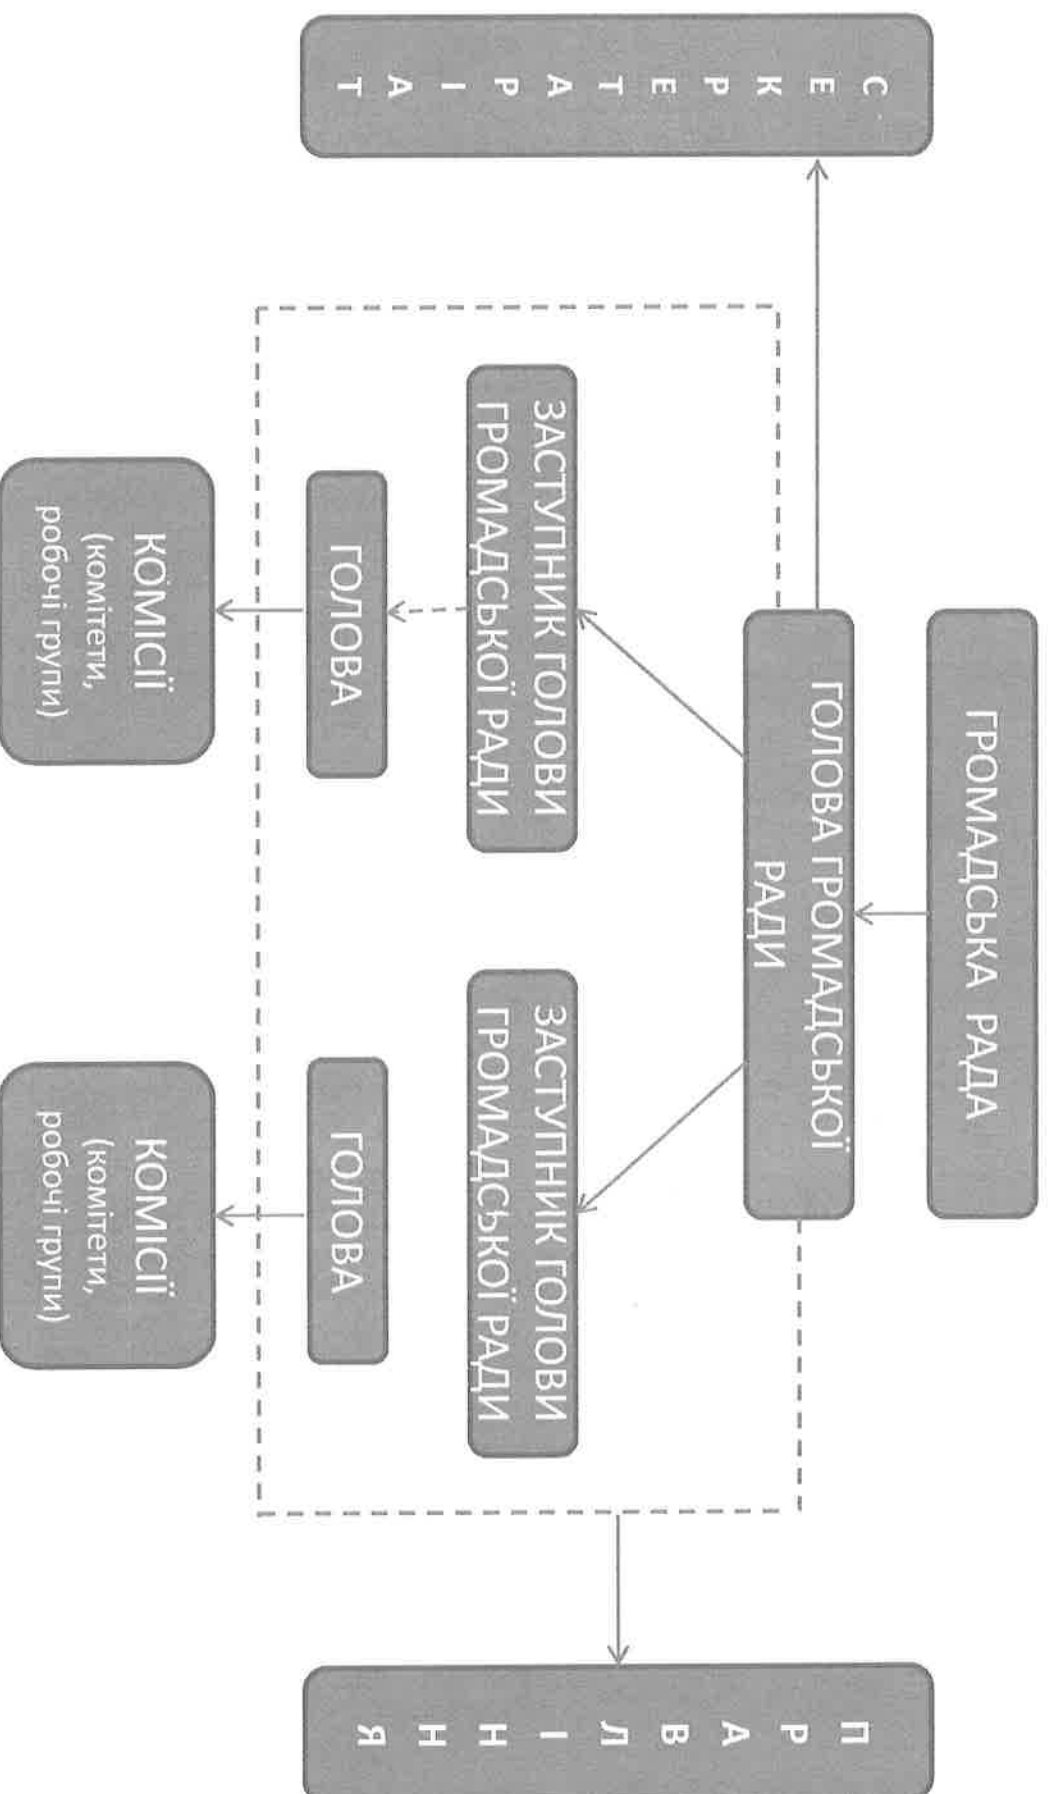 ГРОМАДСЬКА РАДА
ГОЛОВА ГРОМАДСЬКОЇ
РАДИ
СЕКРЕТАРІАТ
ЗАСТУПНИК ГОЛОВИ
ГРОМАДСЬКОЇ РАДИ
ЗАСТУПНИК ГОЛОВИ
ГРОМАДСЬКОЇ РАДИ
ПРАВЛІННЯ
ГОЛОВА
ГОЛОВА
КОМІСІЇ
(комітети,
робочі групи)
КОМІСІЇ
(комітети,
робочі групи)